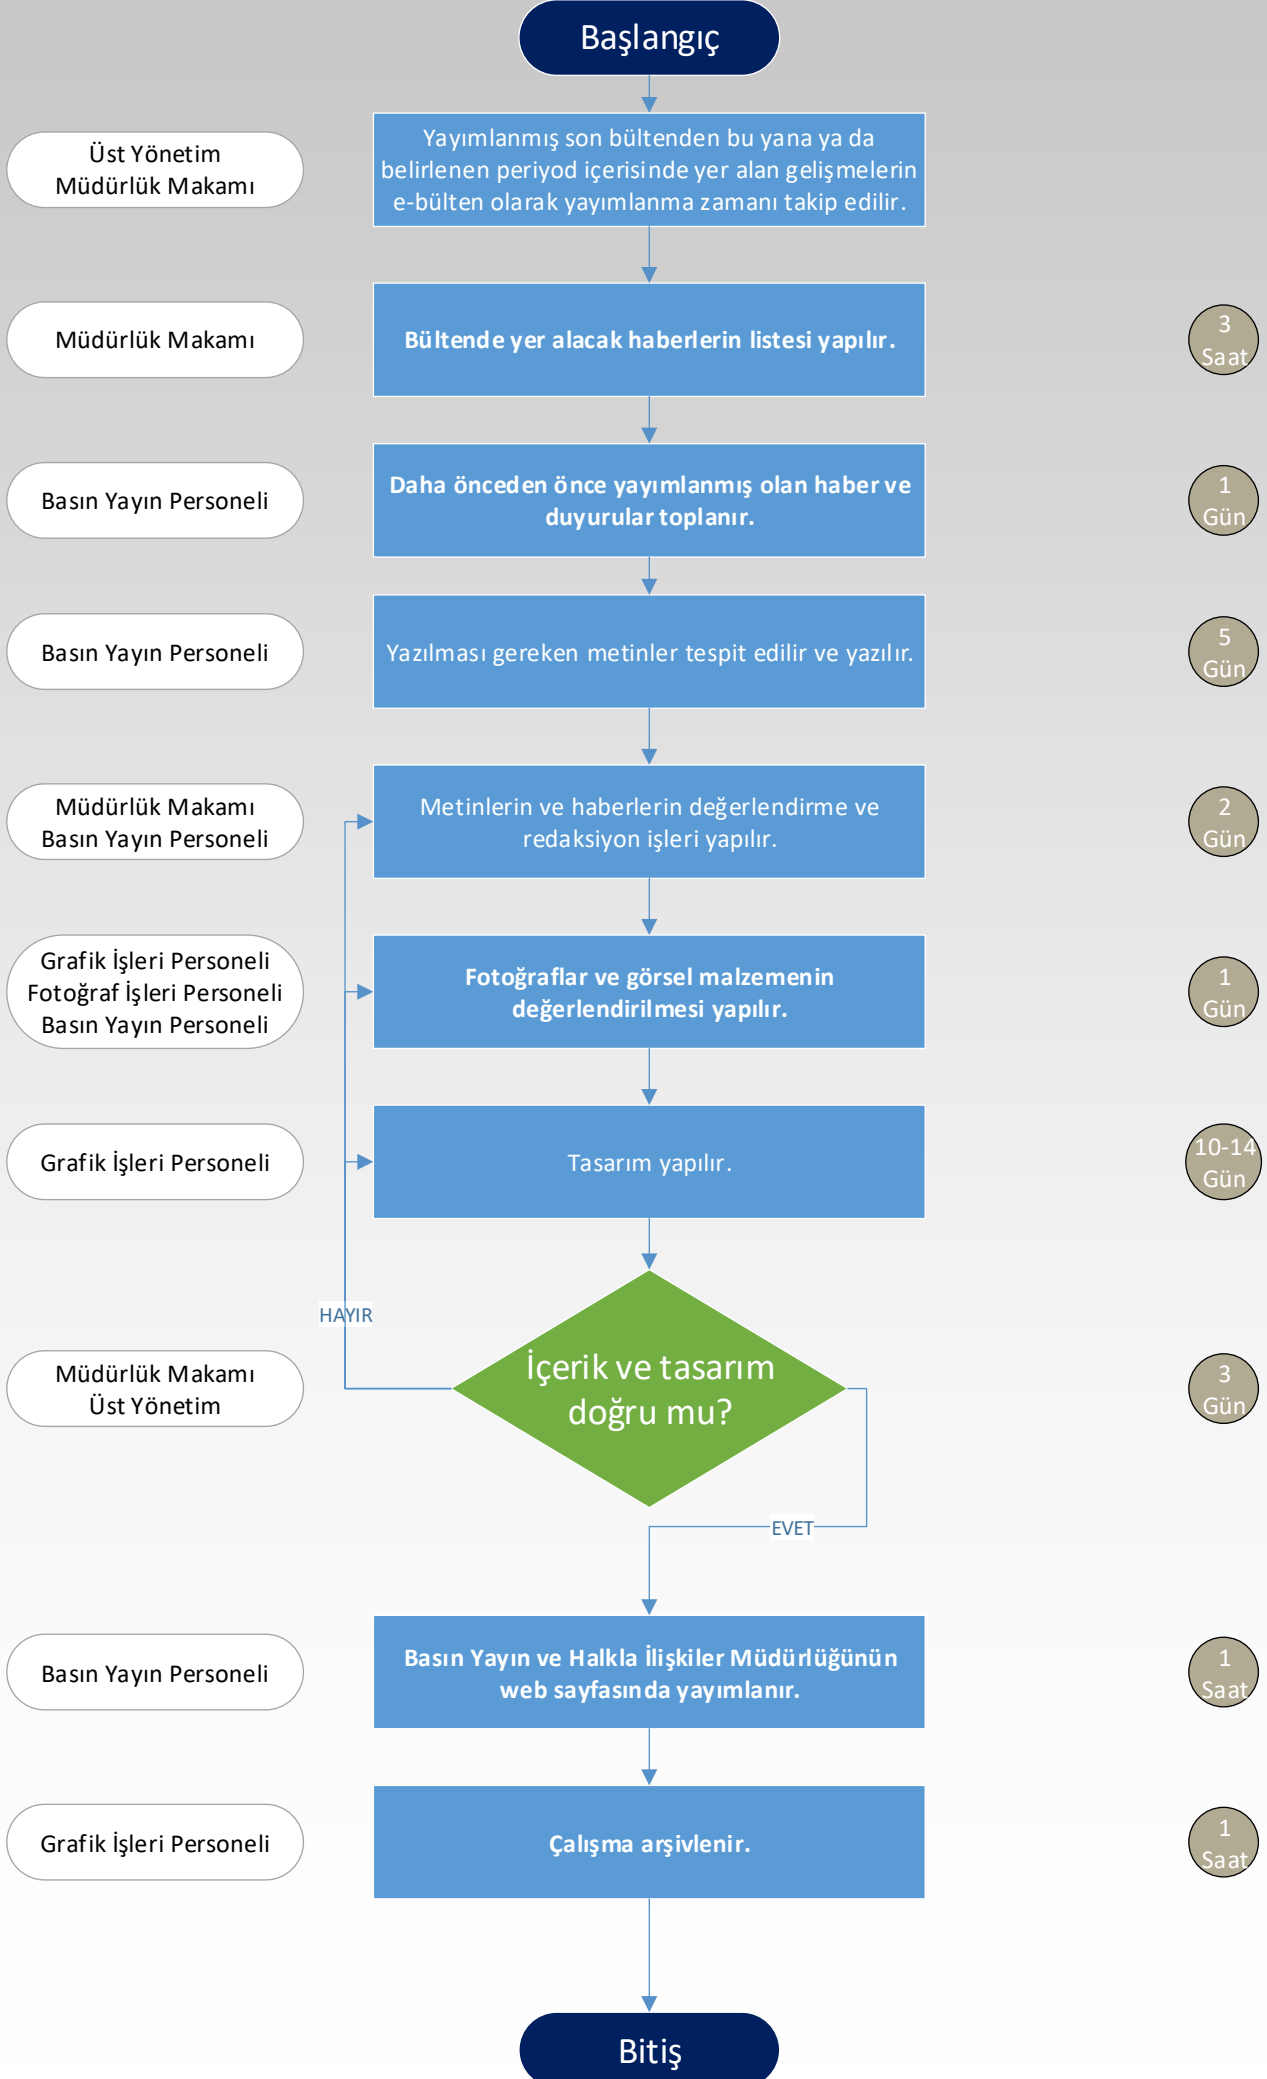 Başlangıç
Üst Yönetim
Müdürlük Makamı
Yayımlanmış son bültenden bu yana ya da
belirlenen periyod içerisinde yer alan gelişmelerin
e-bülten olarak yayımlanma zamanı takip edilir.
Müdürlük Makamı
Bültende yer alacak haberlerin listesi yapılır.
3
Saat
Basın Yayın Personeli
Daha önceden önce yayımlanmış olan haber ve
duyurular toplanır.
1
Gün
Basın Yayın Personeli
Yazılması gereken metinler tespit edilir ve yazılır.
5
Gün
Müdürlük Makamı
Basın Yayın Personeli
Metinlerin ve haberlerin değerlendirme ve
redaksiyon işleri yapılır.
2
Gün
Grafik İşleri Personeli
Fotoğraf İşleri Personeli
Basın Yayın Personeli
Fotoğraflar ve görsel malzemenin
değerlendirilmesi yapılır.
1
Gün
Grafik İşleri Personeli
Tasarım yapılır.
10-14
Gün
HAYIR
Müdürlük Makamı
Üst Yönetim
İçerik ve tasarım
doğru mu?
3
Gün
EVET
Basın Yayın Personeli
Basın Yayın ve Halkla İlişkiler Müdürlüğünün
web sayfasında yayımlanır.
1
Saat
Grafik İşleri Personeli
Çalışma arşivlenir.
1
Saat
Bitiş